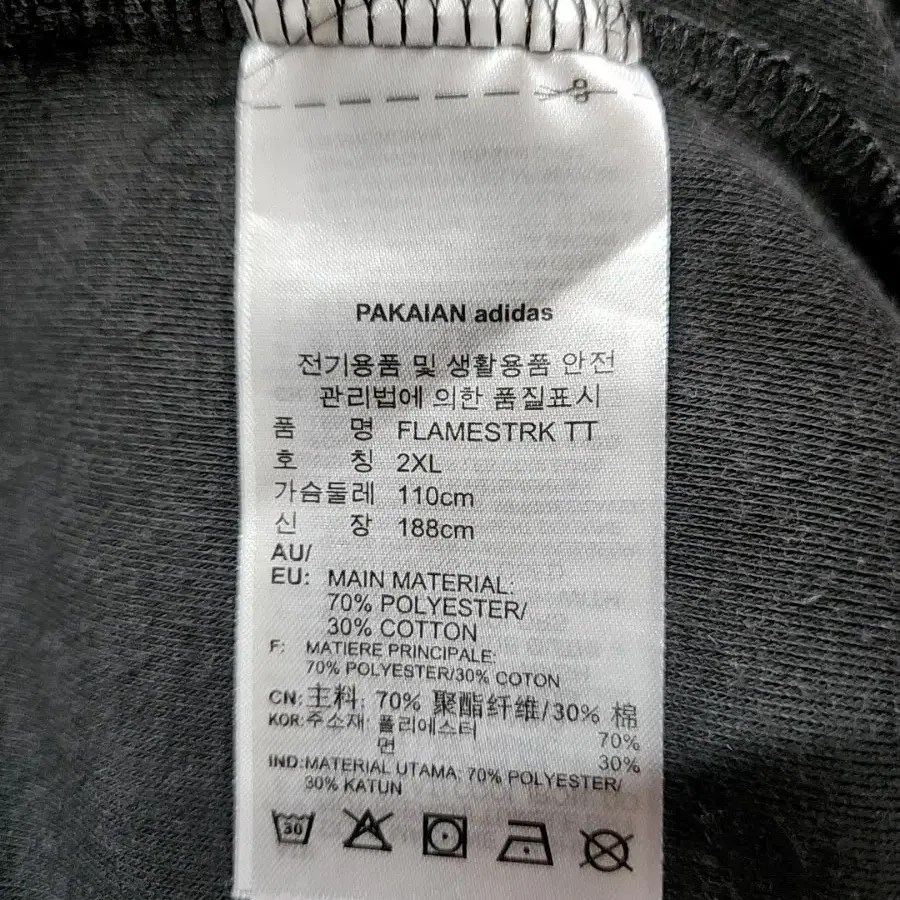 PAKAIAN adidas
전기용품 및 생활용품 안전
관리법에 의한 품질표시
품 명 FLAMESTRK TT
호 칭 2XL
가슴둘레 110cm
신 장 188cm
AU/
EU: MAIN MATERIAL:
70% POLYESTER/
30% COTTON
F: MATIERE PRINCIPALE:
70% POLYESTER/30% COTON
CN: 主料: 70% 聚酯纤维/30% 棉
KOR: 주소재: 폴리에스터 70%
면 30%
IND: MATERIAL UTAMA: 70% POLYESTER/
30% KATUN
30